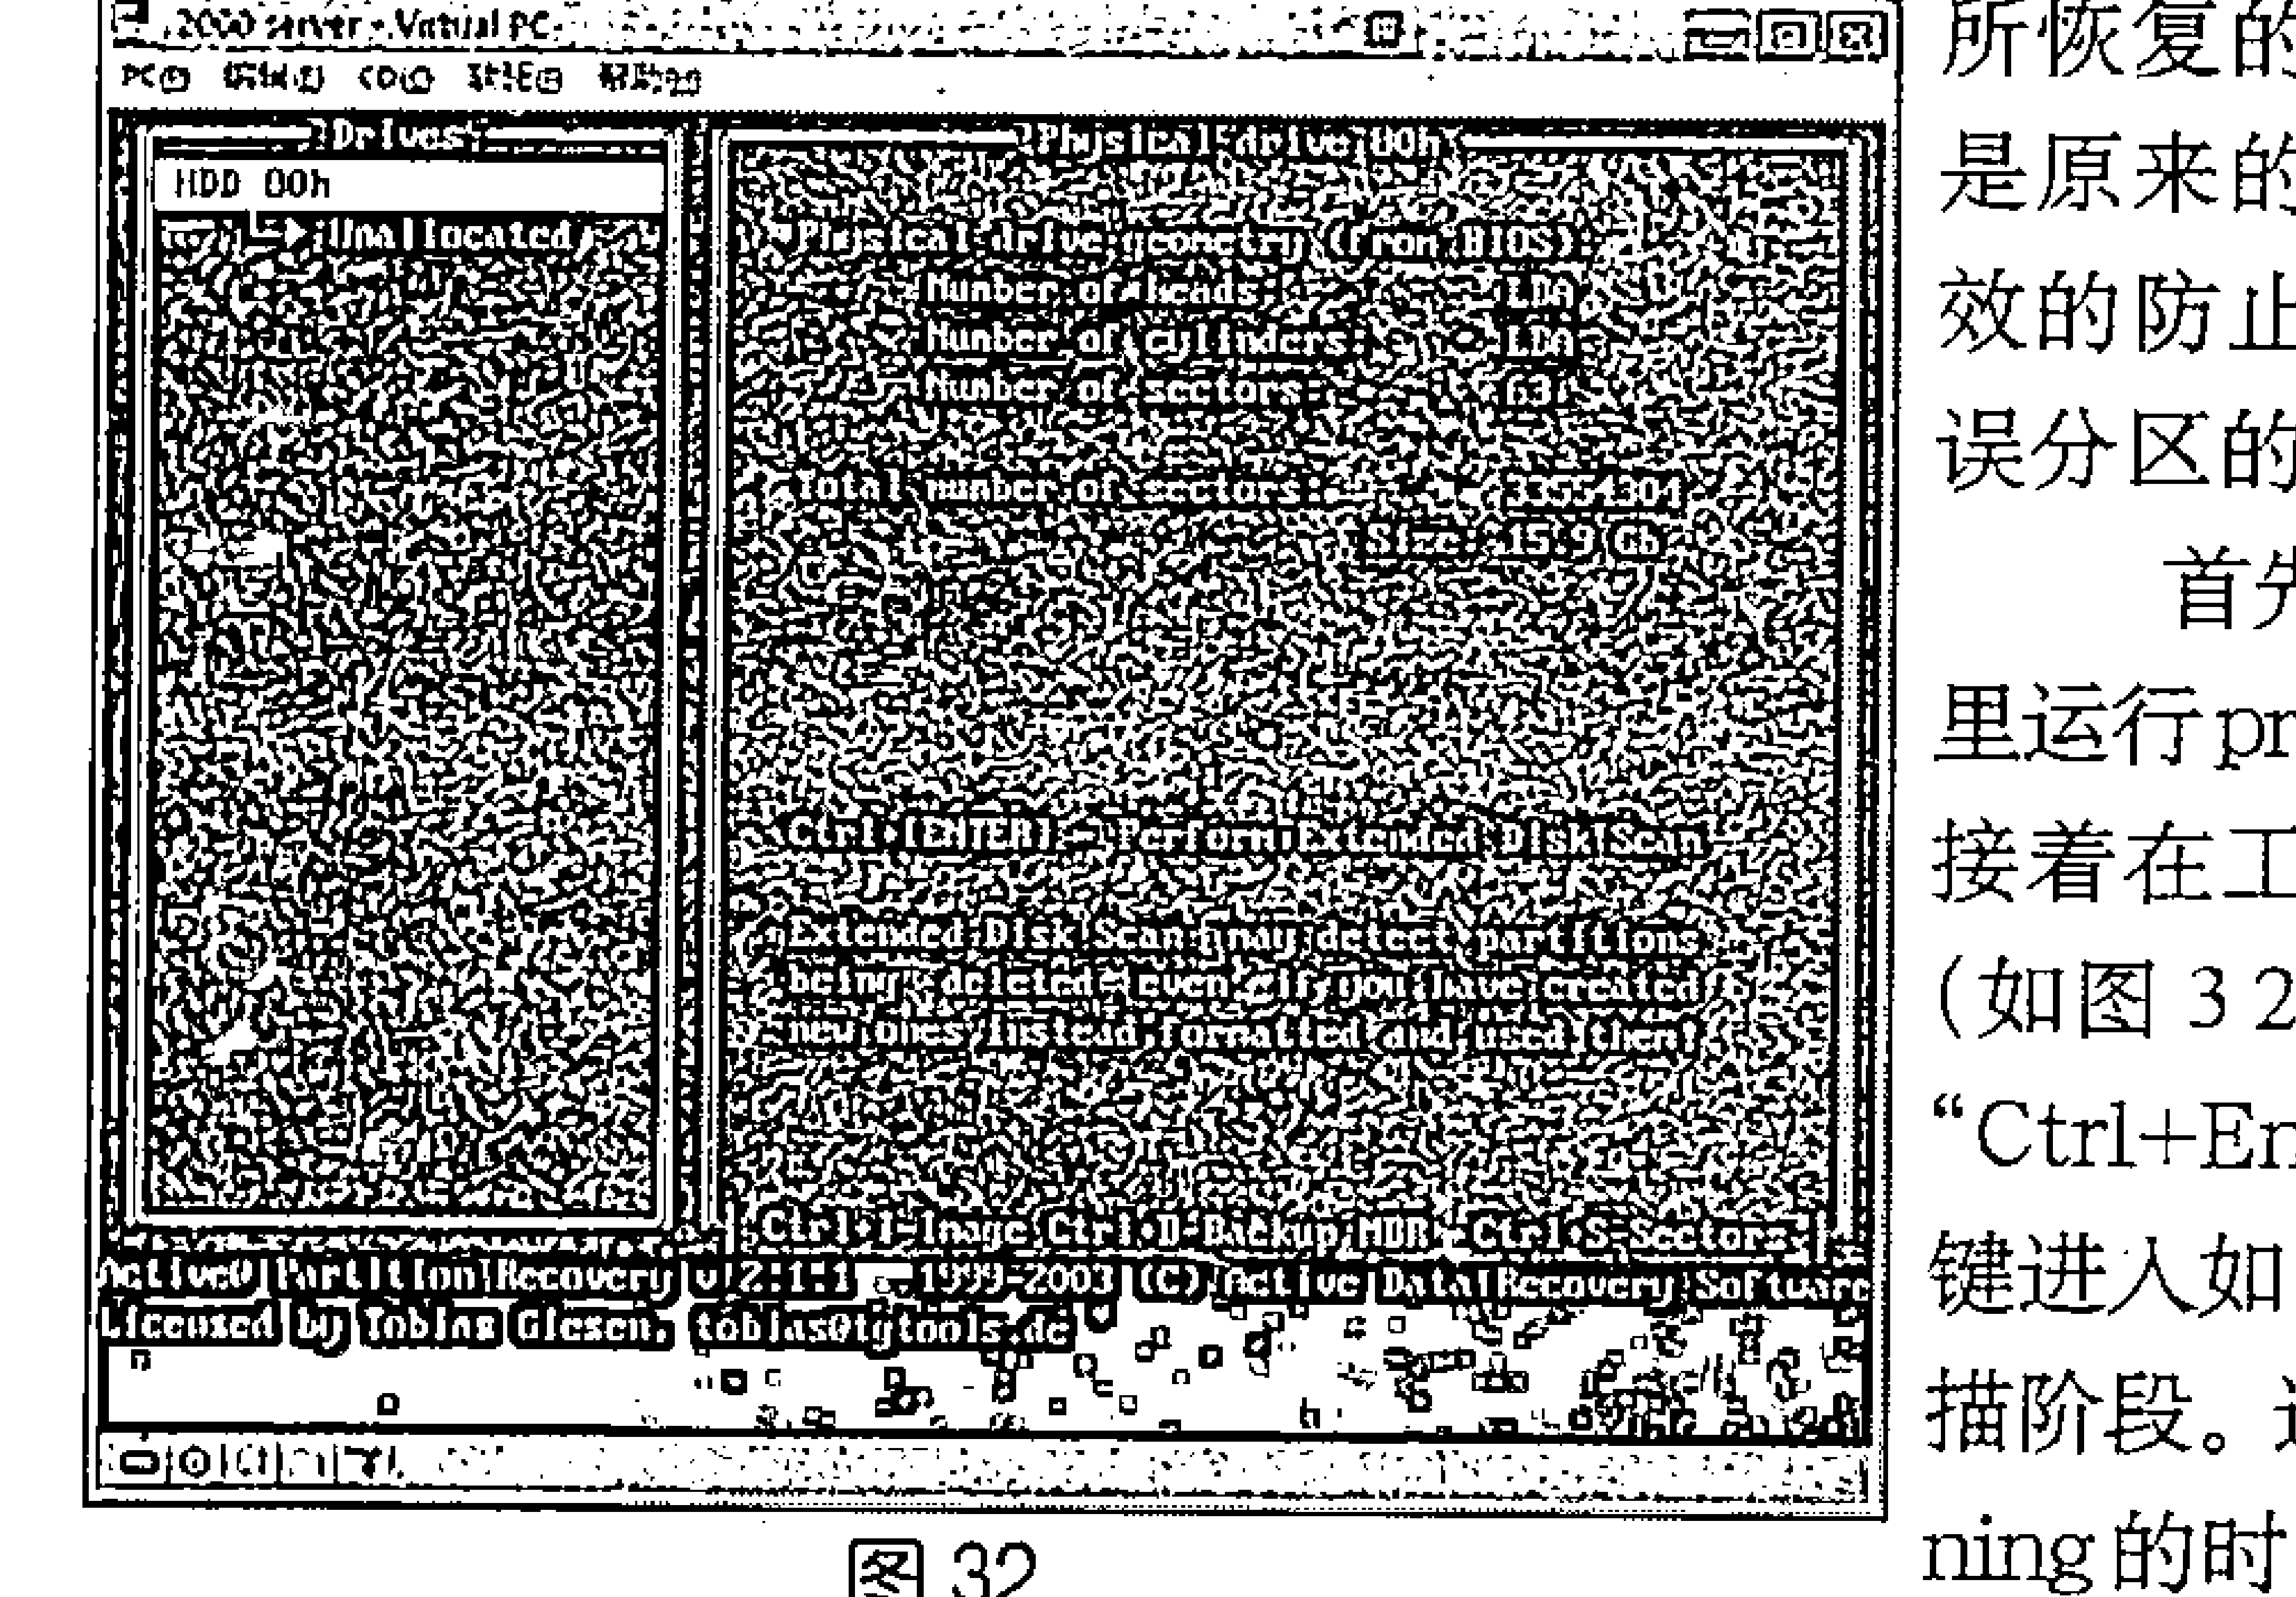 2000 server - Virtual PC
PC CD 帮助
Drives
HDD 00h
Unallocated
Physical drive 00h
Physical drive geometry (from BIOS)
Number of heads: LBA
Number of cylinders: LBA
Number of sectors: 63
Total number of sectors:
Size: 15.9 Gb
Ctrl+[ENTER] - Perform Extended Disk Scan
Extended Disk Scan may detect partitions
being deleted even if you have created
new ones instead formatted and used them!
Image Backup MBR Ctrl+S-Sectors
Active@ Partition Recovery v 2.1.1 1999-2003 (C) Active Data Recovery Software
Licensed by Tobias Giesen, tobias@tgtools.de
图 32
所恢复的
是原来的
效的防止
误分区的
首先
里运行pr
接着在工
(如图 32
“Ctrl+En
键进入如
描阶段。
ning的时